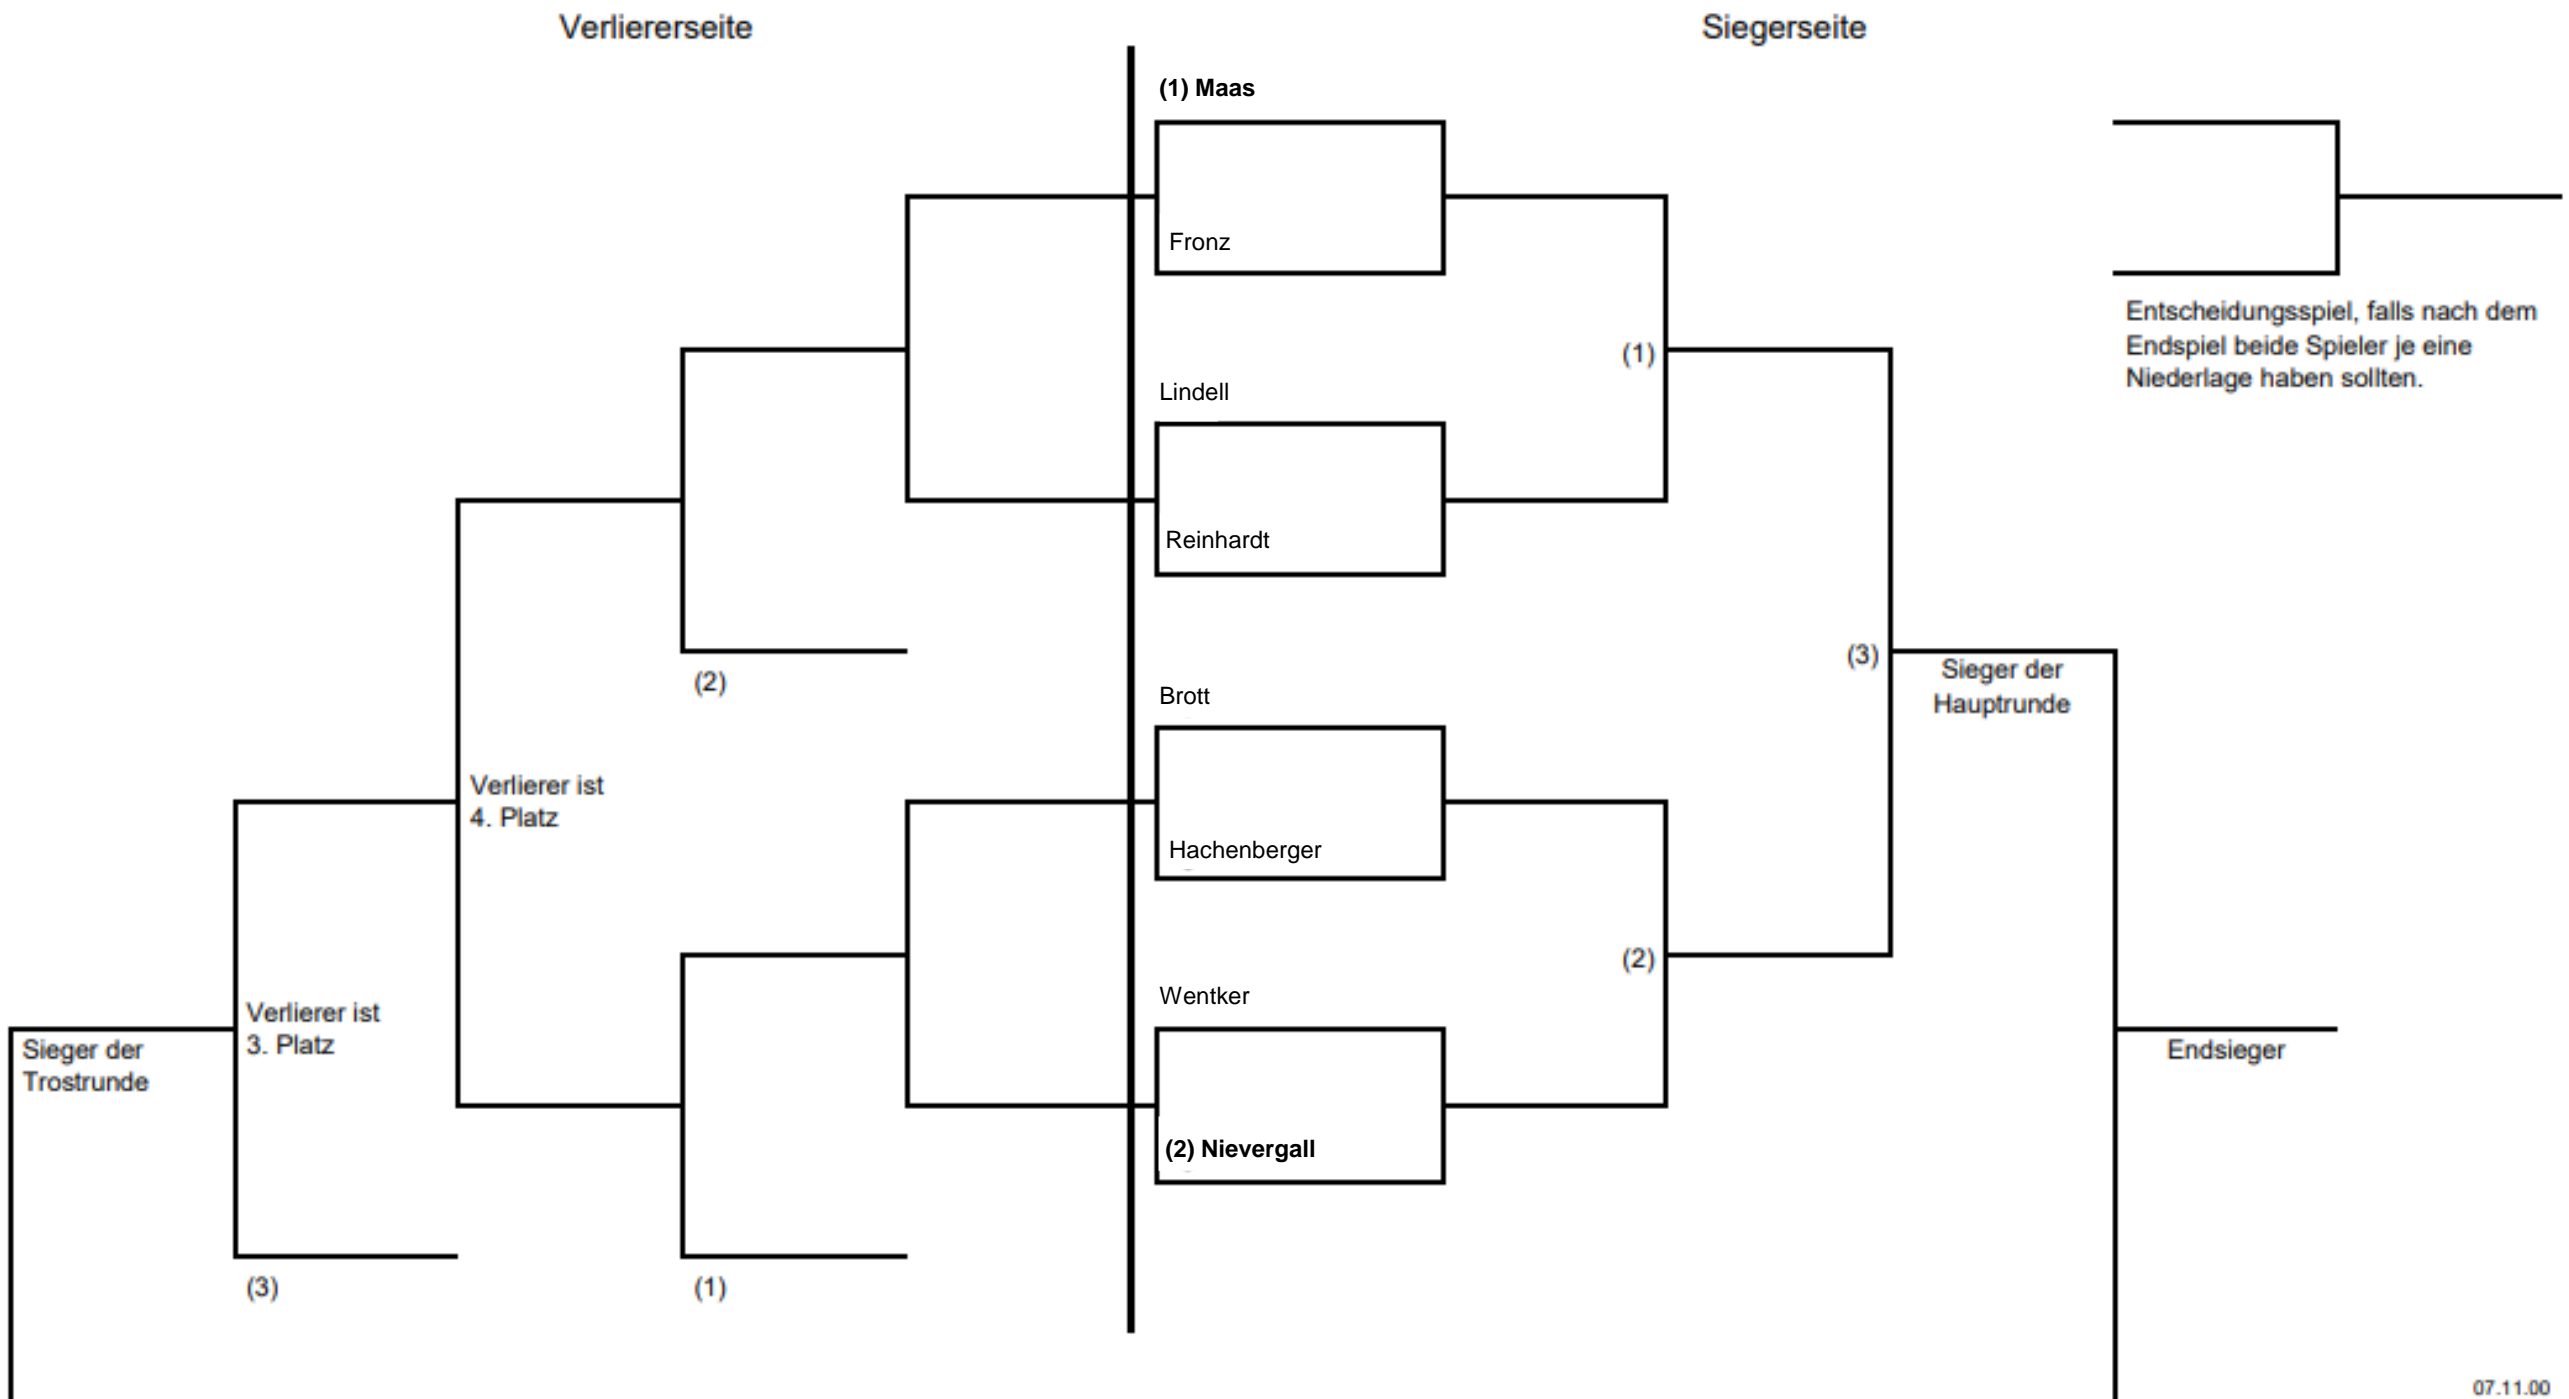 Verliererseite
Siegerseite
(1) Maas
Fronz
Entscheidungsspiel, falls nach dem
Endspiel beide Spieler je eine
Niederlage haben sollten.
(1)
Lindell
Reinhardt
(2)
(3)
Sieger der
Hauptrunde
Brott
Verlierer ist
4. Platz
Hachenberger
(2)
Wentker
Verlierer ist
3. Platz
Sieger der
Trostrunde
Endsieger
(2) Nievergall
(3)
(1)
07.11.00